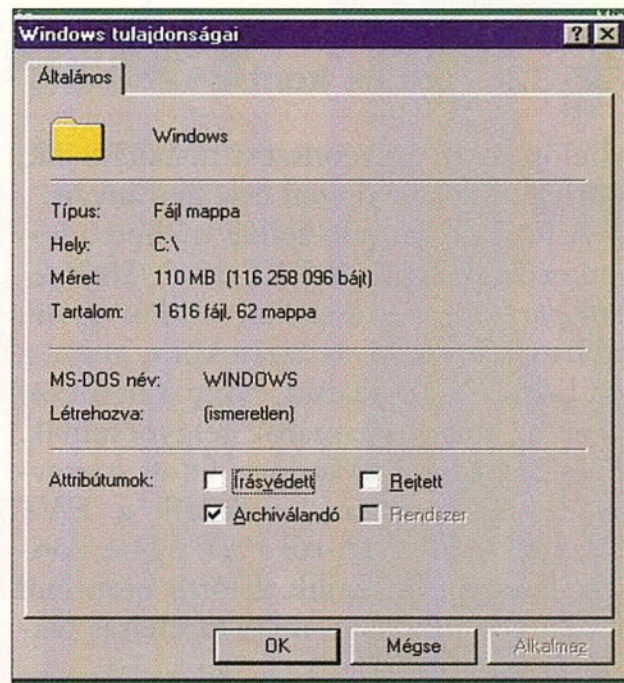 Windows tulajdonságai
Általános
Windows
Típus: Fájl mappa
Hely: C:\
Méret: 110 MB (116 258 096 bájt)
Tartalom: 1 616 fájl, 62 mappa
MS-DOS név: WINDOWS
Létrehozva: (ismeretlen)
Attribútumok: Írásvédett Rejtett
Archiválandó Rendszer
OK Mégse Alkalmaz